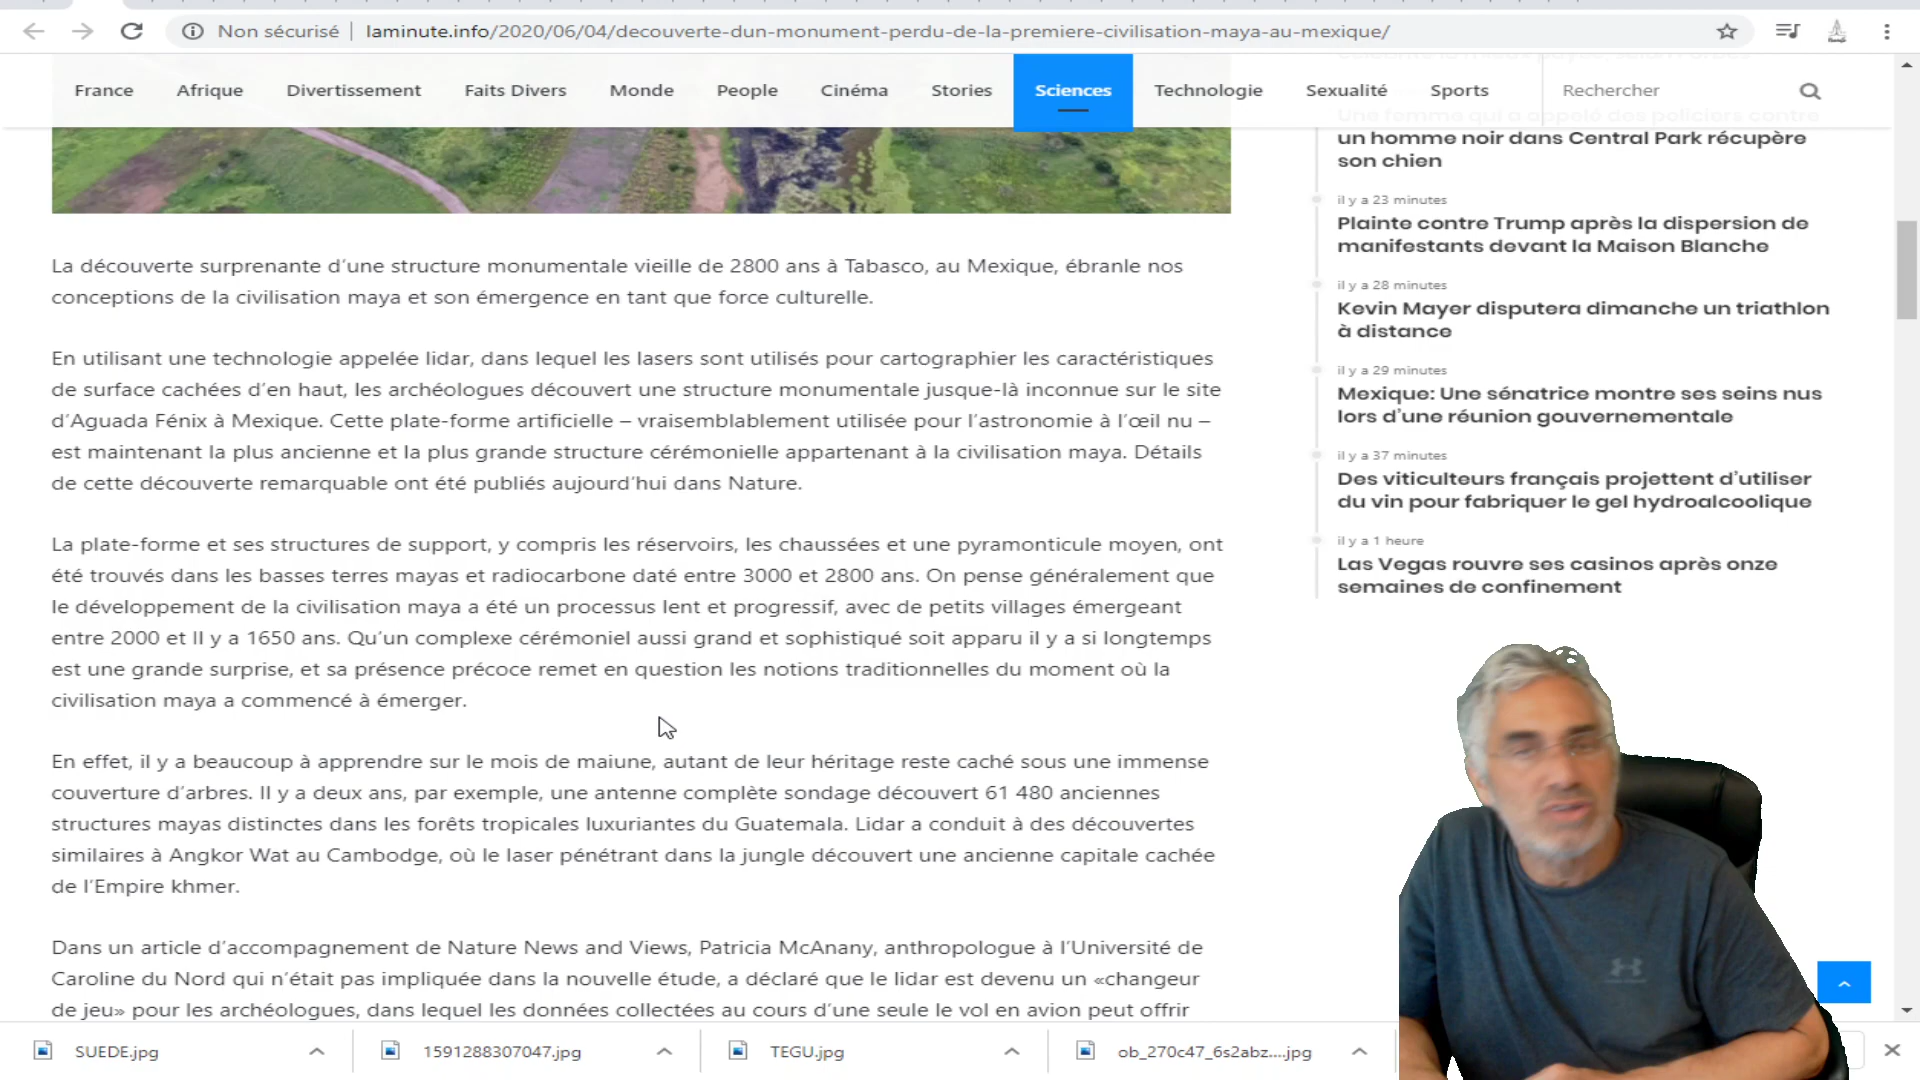 Non sécurisé
laminute.info/2020/06/04/decouverte-dun-monument-perdu-de-la-premiere-civilisation-maya-au-mexique/
France
Afrique
Divertissement
Faits Divers
Monde
People
Cinéma
Stories
Sciences
Technologie
Sexualité
Sports
Rechercher
La découverte surprenante d'une structure monumentale vieille de 2800 ans à Tabasco, au Mexique, ébranle nos
conceptions de la civilisation maya et son émergence en tant que force culturelle.
En utilisant une technologie appelée lidar, dans lequel les lasers sont utilisés pour cartographier les caractéristiques
de surface cachées d'en haut, les archéologues découvert une structure monumentale jusque-là inconnue sur le site
d'Aguada Fénix à Mexique. Cette plate-forme artificielle – vraisemblablement utilisée pour l'astronomie à l'œil nu –
est maintenant la plus ancienne et la plus grande structure cérémonielle appartenant à la civilisation maya. Détails
de cette découverte remarquable ont été publiés aujourd'hui dans Nature.
La plate-forme et ses structures de support, y compris les réservoirs, les chaussées et une pyramonticule moyen, ont
été trouvés dans les basses terres mayas et radiocarbone daté entre 3000 et 2800 ans. On pense généralement que
le développement de la civilisation maya a été un processus lent et progressif, avec de petits villages émergeant
entre 2000 et Il y a 1650 ans. Qu'un complexe cérémoniel aussi grand et sophistiqué soit apparu il y a si longtemps
est une grande surprise, et sa présence précoce remet en question les notions traditionnelles du moment où la
civilisation maya a commencé à émerger.
En effet, il y a beaucoup à apprendre sur le mois de maiune, autant de leur héritage reste caché sous une immense
couverture d'arbres. Il y a deux ans, par exemple, une antenne complète sondage découvert 61 480 anciennes
structures mayas distinctes dans les forêts tropicales luxuriantes du Guatemala. Lidar a conduit à des découvertes
similaires à Angkor Wat au Cambodge, où le laser pénétrant dans la jungle découvert une ancienne capitale cachée
de l'Empire khmer.
Dans un article d'accompagnement de Nature News and Views, Patricia McAnany, anthropologue à l'Université de
Caroline du Nord qui n'était pas impliquée dans la nouvelle étude, a déclaré que le lidar est devenu un «changeur
de jeu» pour les archéologues, dans lequel les données collectées au cours d'une seule le vol en avion peut offrir
Une femme qui a appelé des policiers contre
un homme noir dans Central Park récupère
son chien
il y a 23 minutes
Plainte contre Trump après la dispersion de
manifestants devant la Maison Blanche
il y a 28 minutes
Kevin Mayer disputera dimanche un triathlon
à distance
il y a 29 minutes
Mexique: Une sénatrice montre ses seins nus
lors d'une réunion gouvernementale
il y a 37 minutes
Des viticulteurs français projettent d'utiliser
du vin pour fabriquer le gel hydroalcoolique
il y a 1 heure
Las Vegas rouvre ses casinos après onze
semaines de confinement
SUEDE.jpg
1591288307047.jpg
TEGU.jpg
ob_270c47_6s2abz....jpg